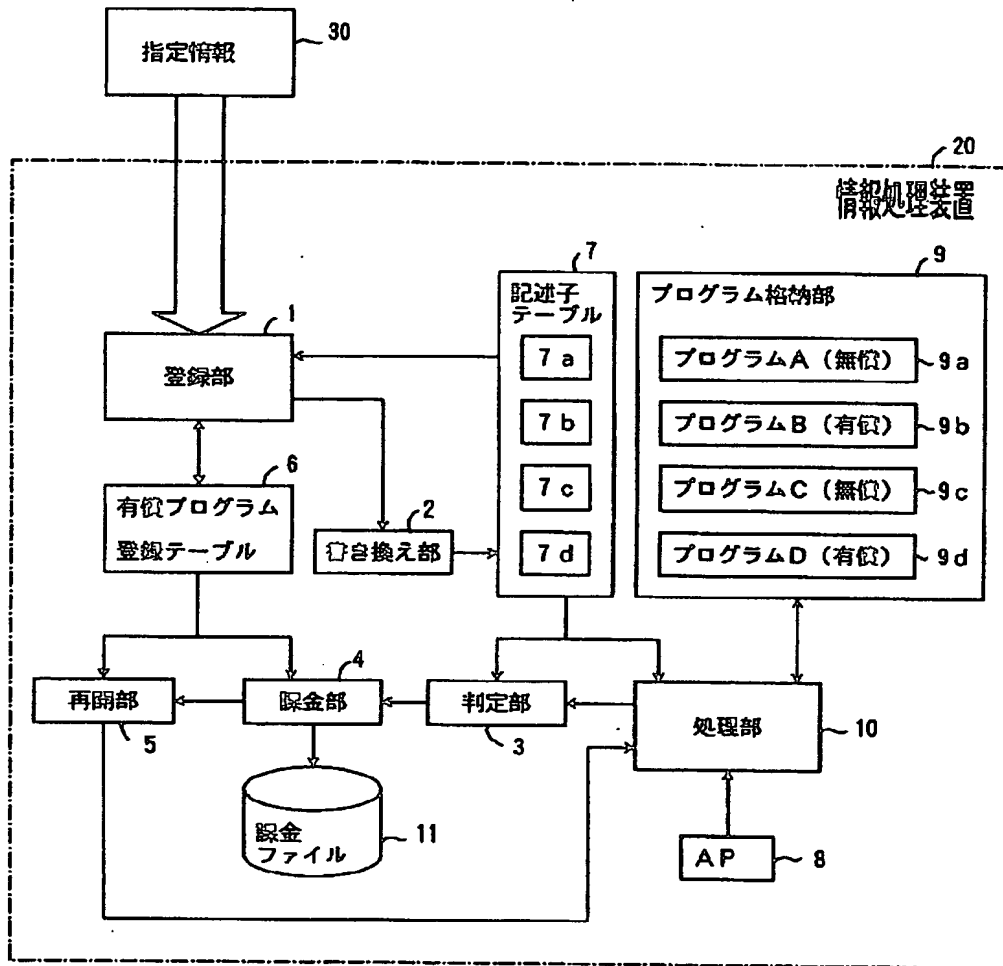 指定情報
30
20
情報処理装置
7
記述子
テーブル
7a
7b
7c
7d
9
プログラム格納部
プログラムA（無償）
9a
プログラムB（有償）
9b
プログラムC（無償）
9c
プログラムD（有償）
9d
1
登録部
6
有償プログラム
登録テーブル
2
書き換え部
再開部
5
4
課金部
判定部
3
処理部
10
課金
ファイル
11
AP
8